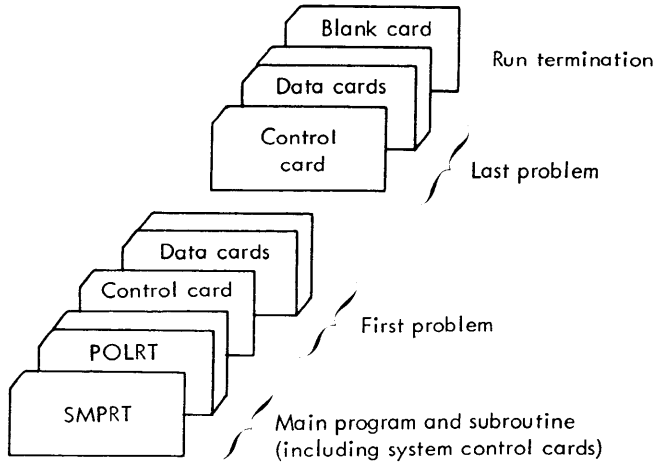 Blank card
Run termination
Data cards
Control
card
Last problem
Data cards
Control card
First problem
POLRT
SMPRT
Main program and subroutine
(including system control cards)